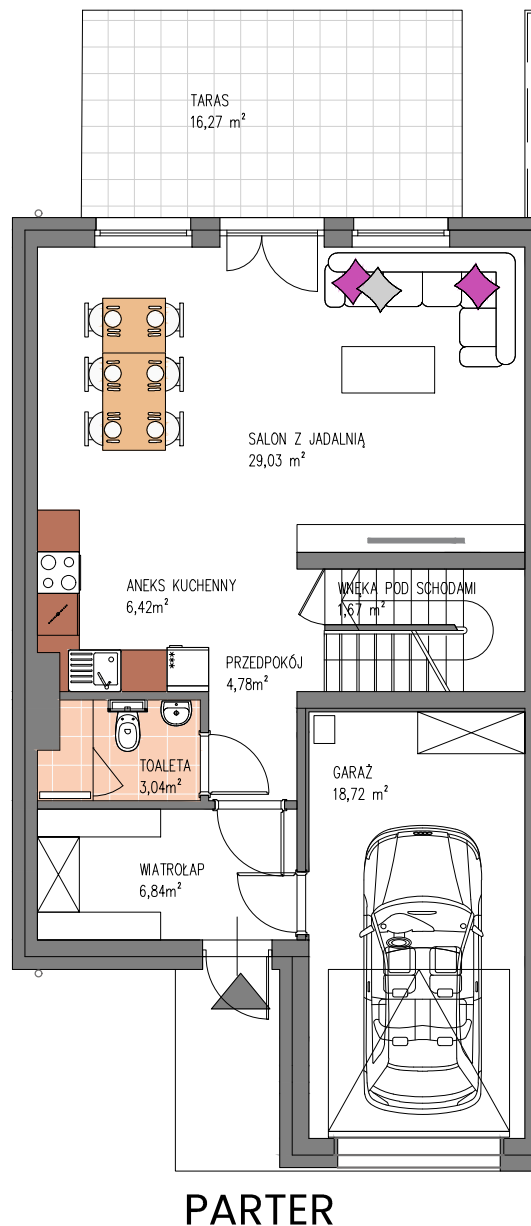 TARAS
16,27 m²
SALON Z JADALNIĄ
29,03 m²
ANEKS KUCHENNY
6,42m²
WNĘKA POD SCHODAMI
1,67 m²
PRZEDPOKÓJ
4,78m²
TOALETA
3,04m²
GARAŻ
18,72 m²
WIATROŁAP
6,84m²
PARTER